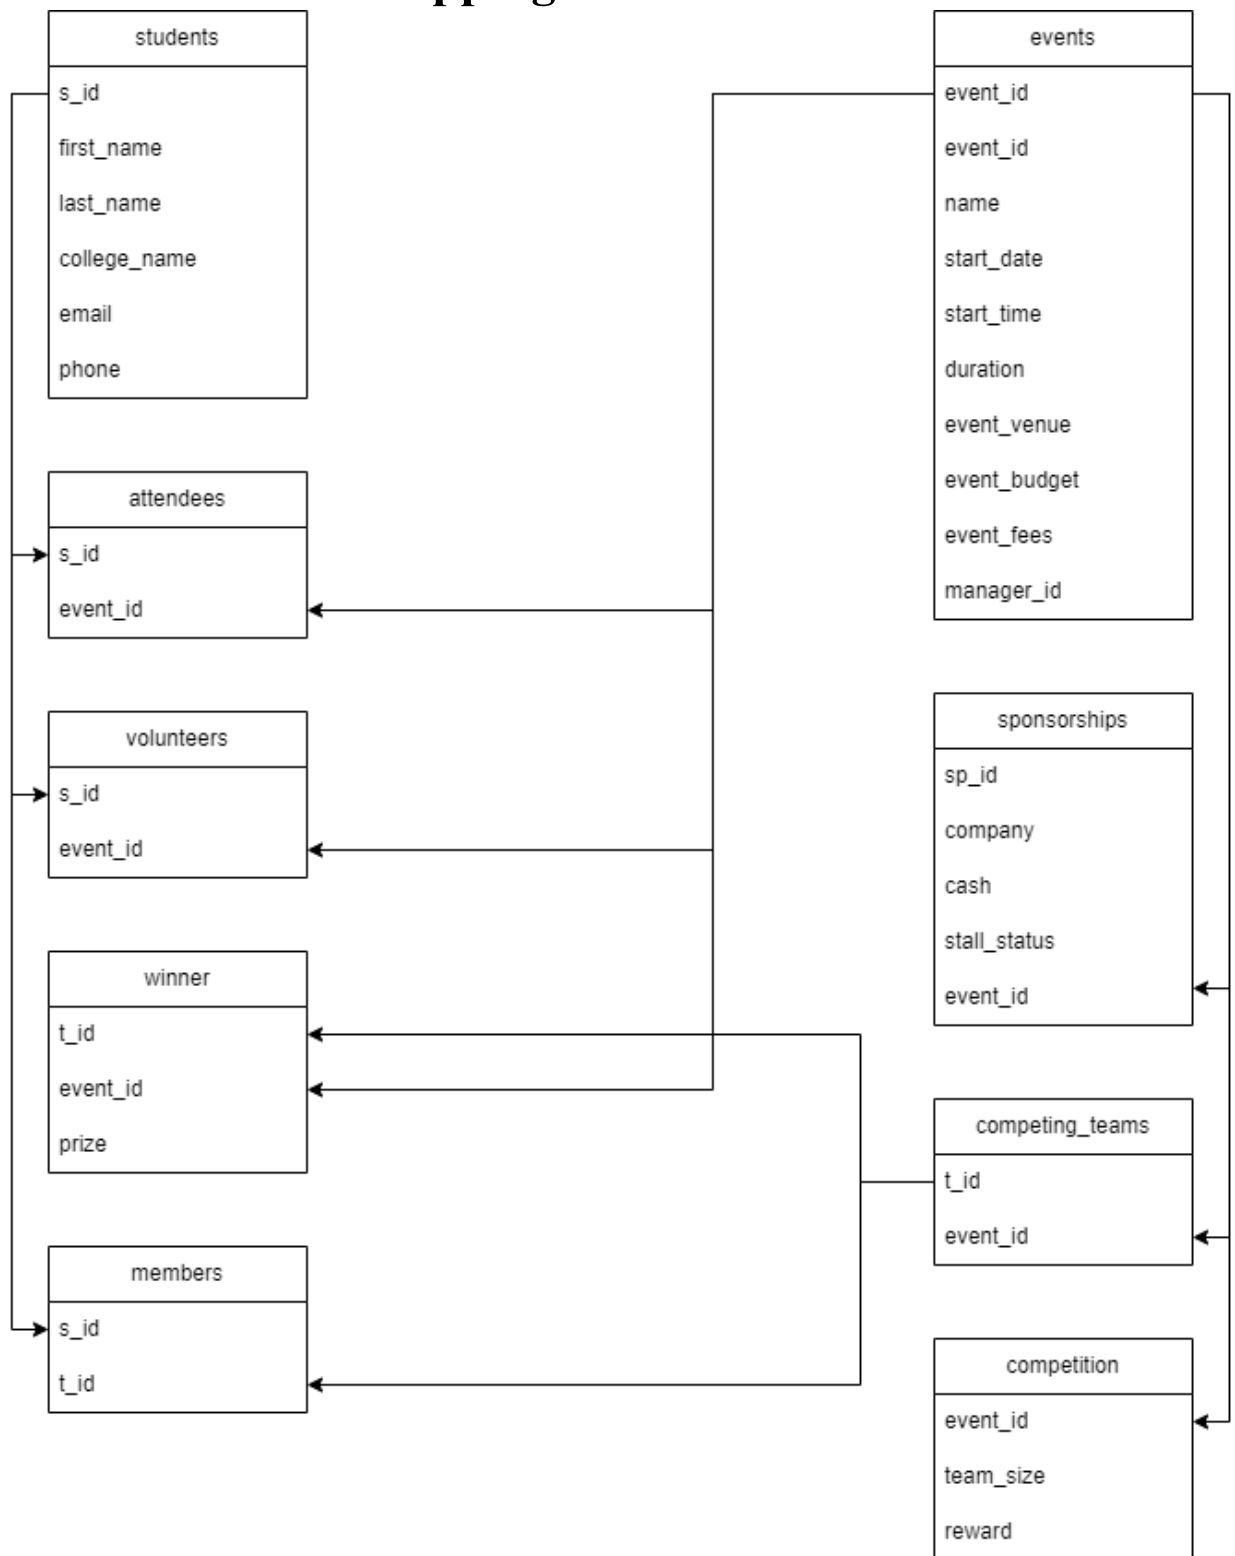 students
s_id
first_name
last_name
college_name
email
phone
attendees
s_id
event_id
volunteers
s_id
event_id
winner
t_id
event_id
prize
members
s_id
t_id
events
event_id
event_id
name
start_date
start_time
duration
event_venue
event_budget
event_fees
manager_id
sponsorships
sp_id
company
cash
stall_status
event_id
competing_teams
t_id
event_id
competition
event_id
team_size
reward